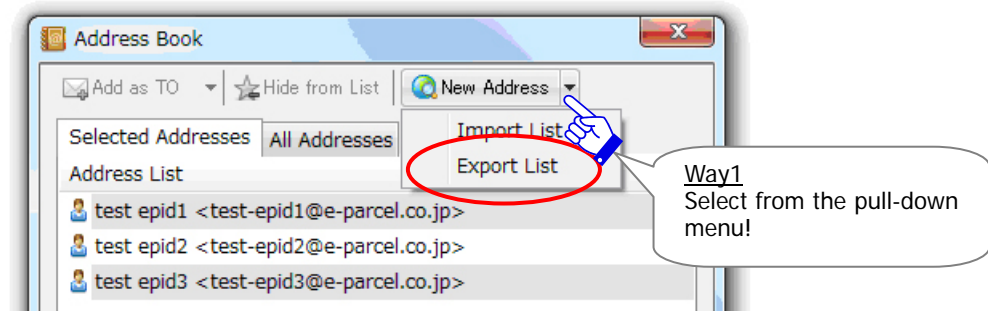 Address Book
Add as TO
Hide from List
New Address
Import List
Export List
Selected Addresses
All Addresses
Address List
test epid1 <test-epid1@e-parcel.co.jp>
test epid2 <test-epid2@e-parcel.co.jp>
test epid3 <test-epid3@e-parcel.co.jp>
Way1
Select from the pull-down
menu!